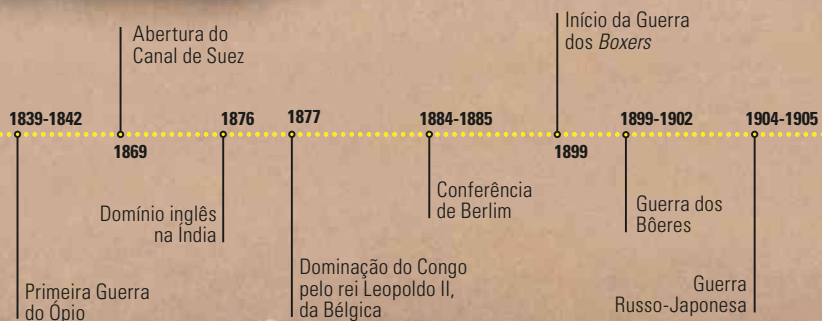 Abertura do
Canal de Suez
Início da Guerra
dos Boxers
1839-1842
1876
1877
1884-1885
1899-1902
1904-1905
1869
1899
Domínio inglês
na Índia
Conferência
de Berlim
Guerra dos
Bôeres
Primeira Guerra
do Ópio
Dominação do Congo
pelo rei Leopoldo II,
da Bélgica
Guerra
Russo-Japonesa